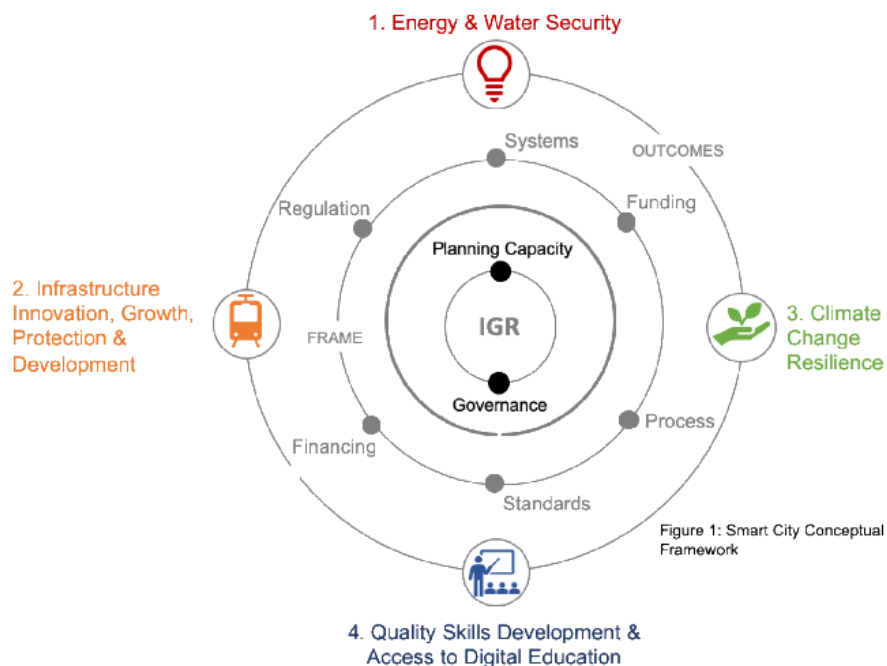 1. Energy & Water Security
Systems
OUTCOMES
Regulation
Funding
Planning Capacity
2. Infrastructure
Innovation, Growth,
Protection &
Development
FRAME
IGR
3. Climate
Change
Resilience
Governance
Financing
Process
Standards
Figure 1: Smart City Conceptual
Framework
4. Quality Skills Development &
Access to Digital Education